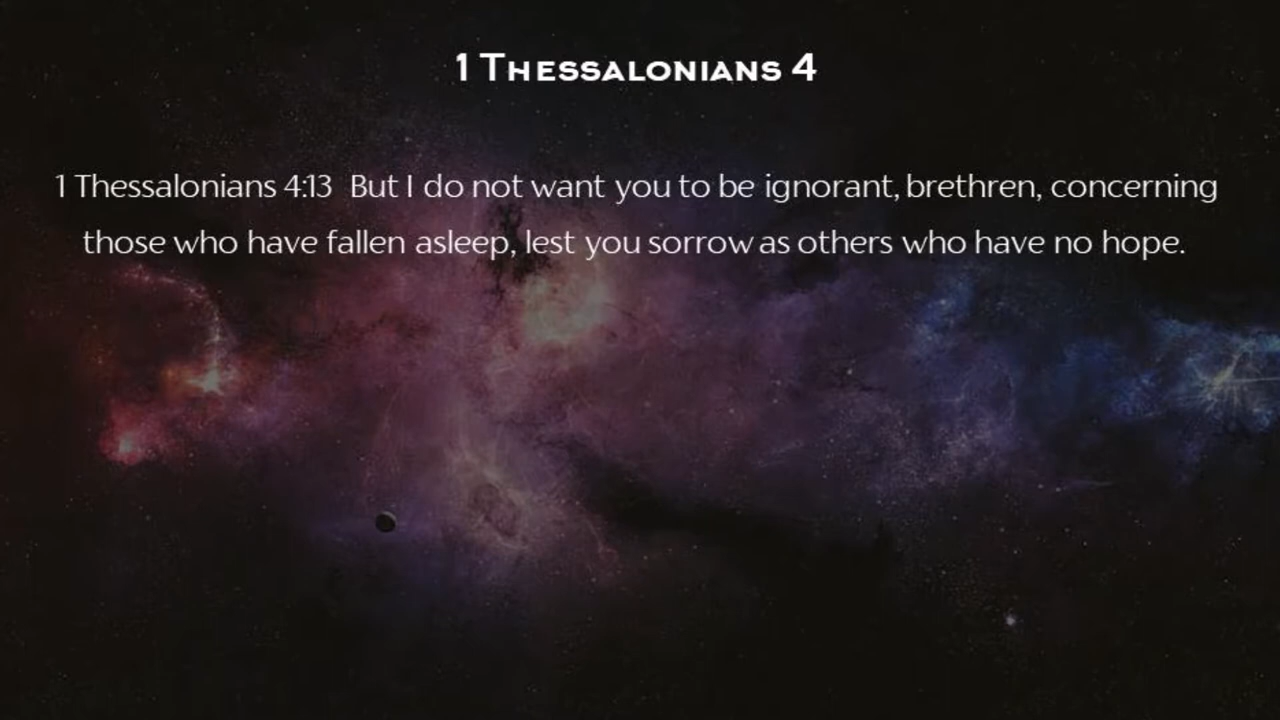 1 Thessalonians 4
1 Thessalonians 4:13 But I do not want you to be ignorant, brethren, concerning
those who have fallen asleep, lest you sorrow as others who have no hope.